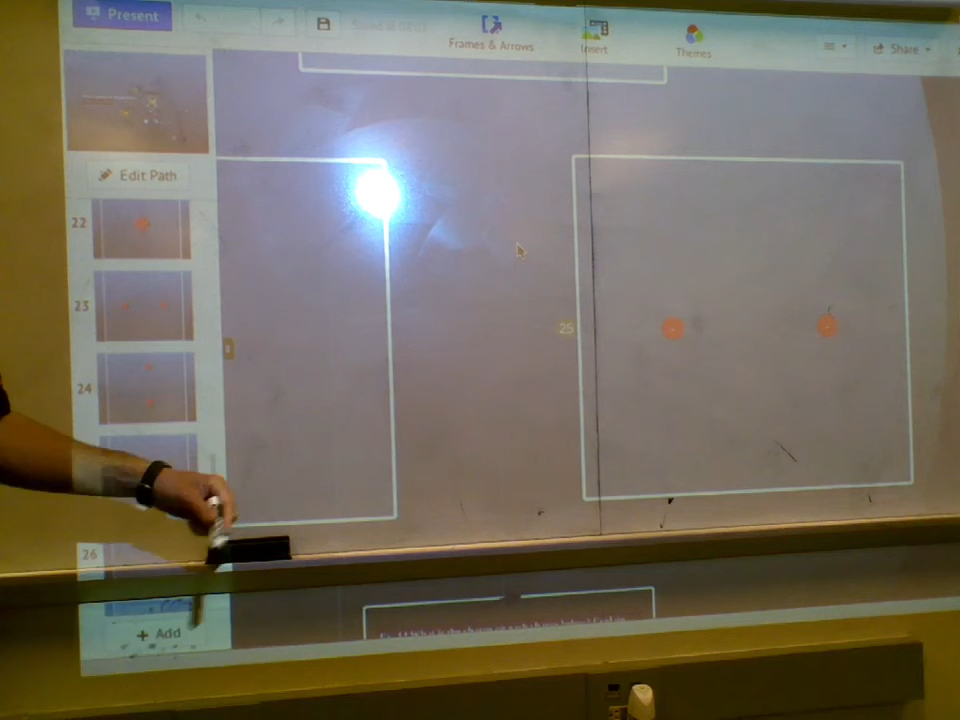 Present
Frames & Arrows
Insert
Themes
Share
Edit Path
22
23
24
25
26
+ Add